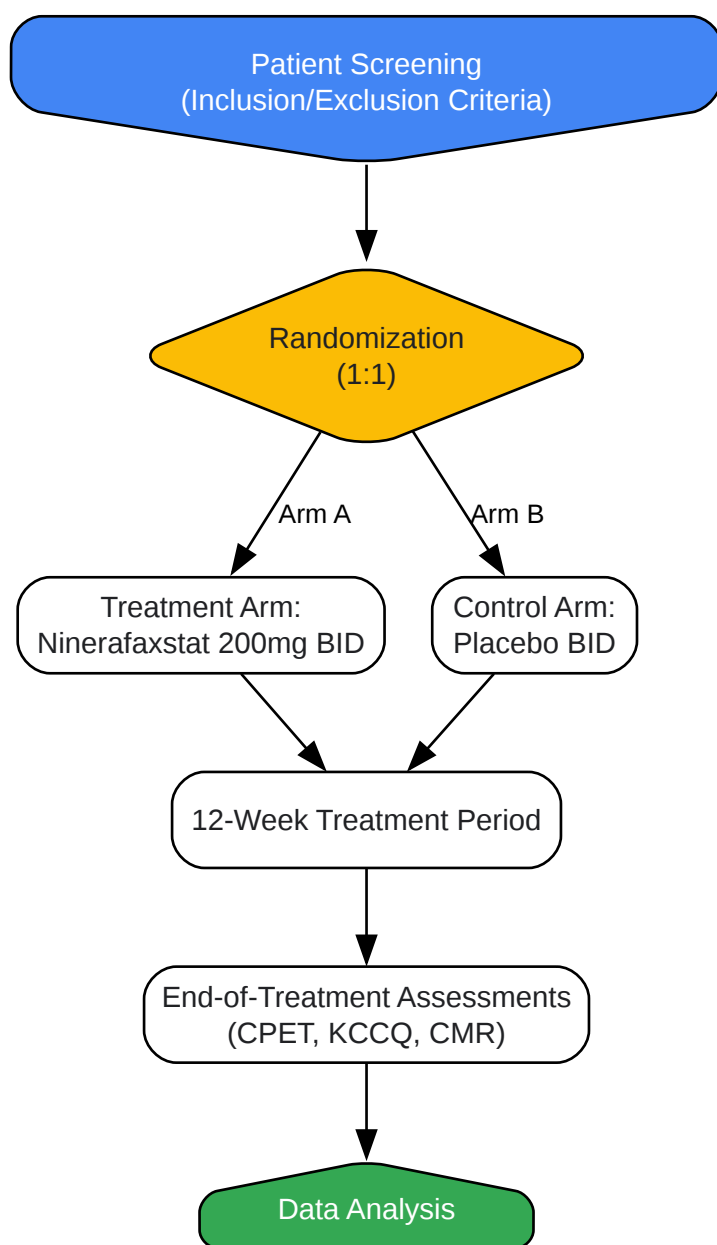 Patient Screening
(Inclusion/Exclusion Criteria)
Randomization
(1:1)
Arm A
Arm B
Treatment Arm:
Ninerafaxstat 200mg BID
Control Arm:
Placebo BID
12-Week Treatment Period
End-of-Treatment Assessments
(CPET, KCCQ, CMR)
Data Analysis